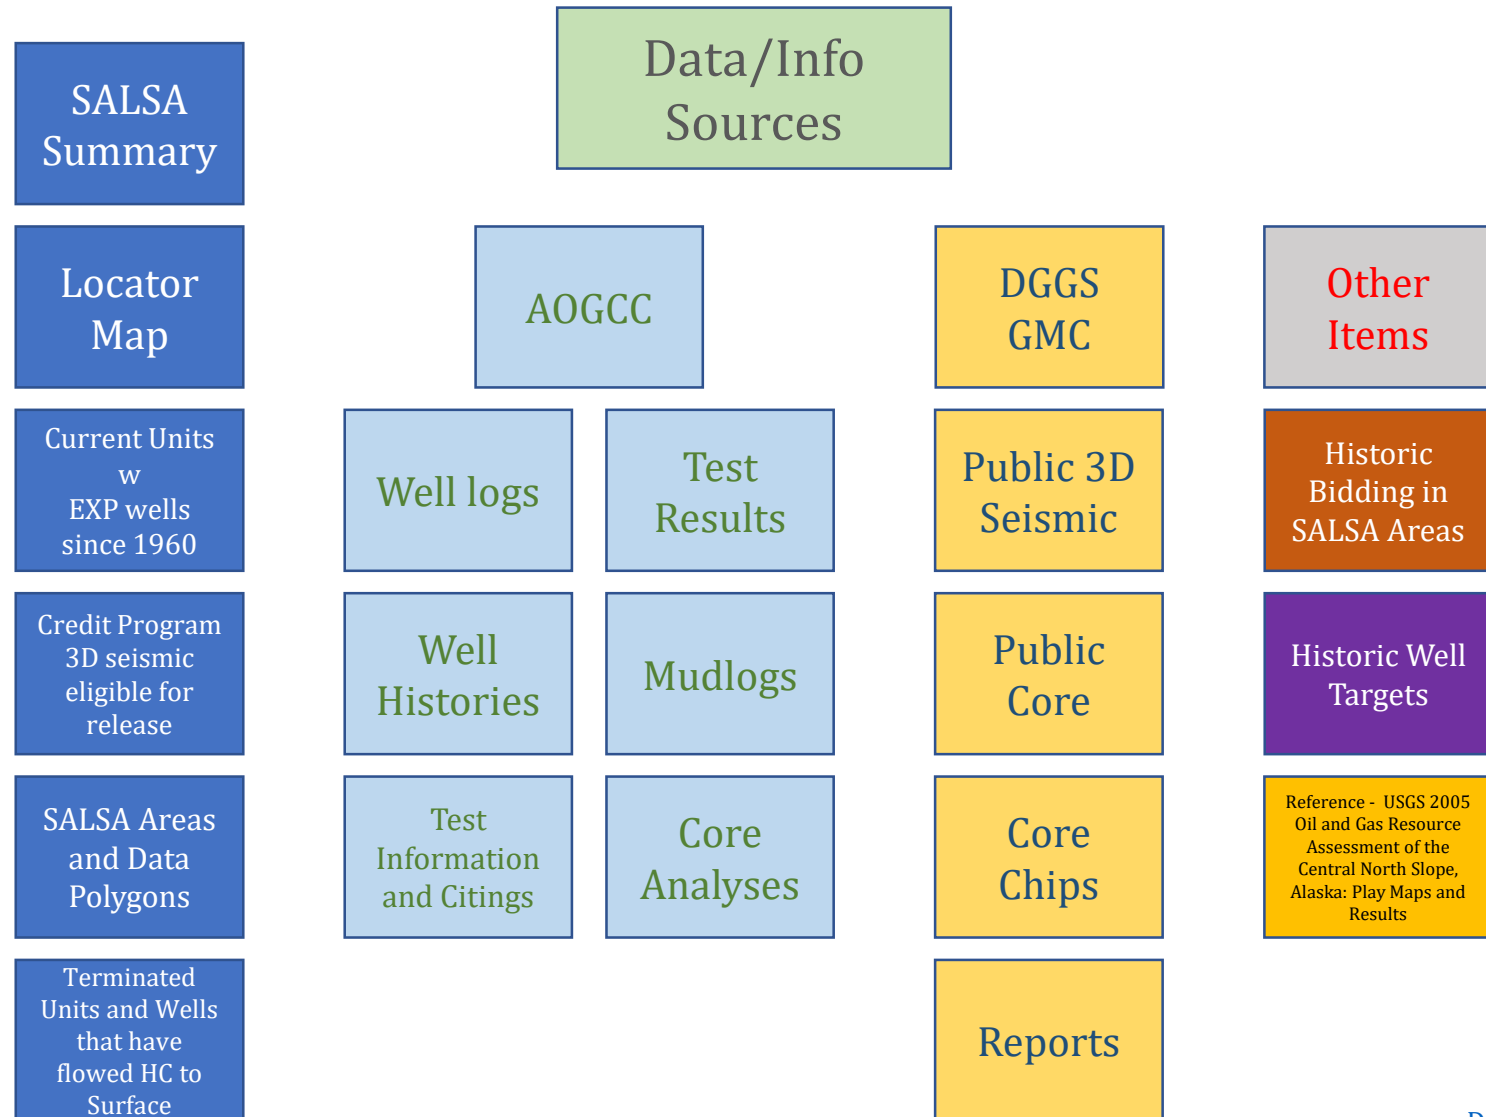 SALSA
Summary
Data/Info
Sources
Locator
Map
AOGCC
DGGS
GMC
Other
Items
Current Units
w
EXP wells
since 1960
Well logs
Test
Results
Public 3D
Seismic
Historic
Bidding in
SALSA Areas
Credit Program
3D seismic
eligible for
release
Well
Histories
Mudlogs
Public
Core
Historic Well
Targets
SALSA Areas
and Data
Polygons
Test
Information
and Citings
Core
Analyses
Core
Chips
Reference - USGS 2005
Oil and Gas Resource
Assessment of the
Central North Slope,
Alaska: Play Maps and
Results
Terminated
Units and Wells
that have
flowed HC to
Surface
Reports